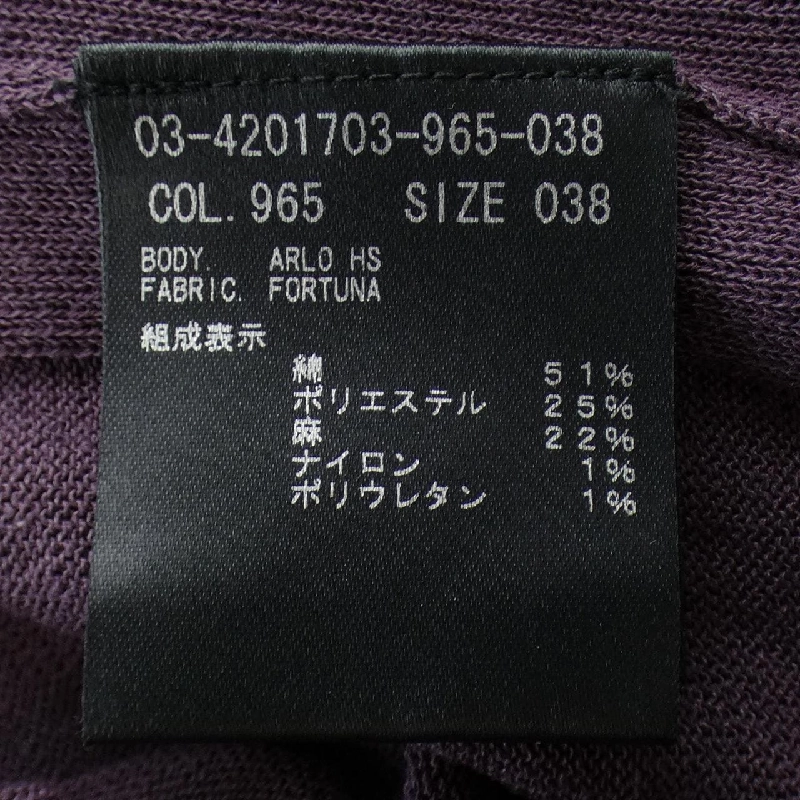 03-4201703-965-038
COL. 965 SIZE 038
BODY. ARLO HS
FABRIC. FORTUNA
組成表示
綿 51%
ポリエステル 25%
麻 22%
ナイロン 1%
ポリウレタン 1%